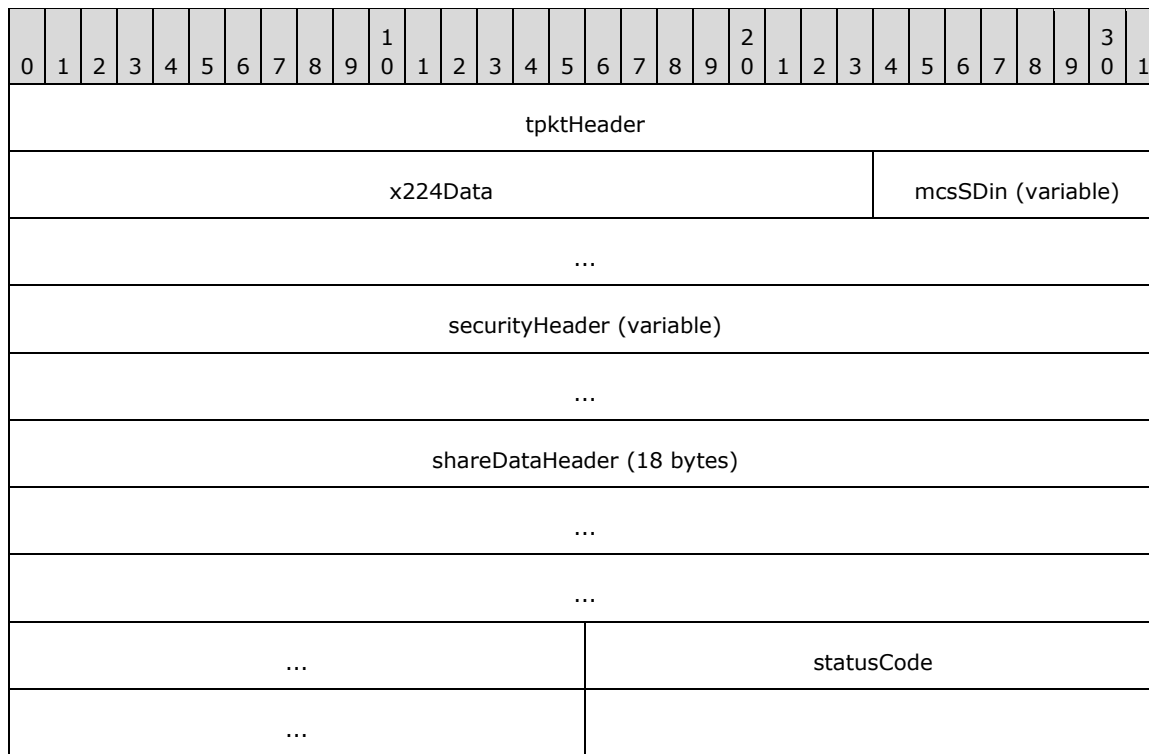 1 2 3
0 1 2 3 4 5 6 7 8 9 0 1 2 3 4 5 6 7 8 9 0 1 2 3 4 5 6 7 8 9 0 1
tpktHeader
x224Data mcsSDin (variable)
...
securityHeader (variable)
...
shareDataHeader (18 bytes)
...
...
... statusCode
...